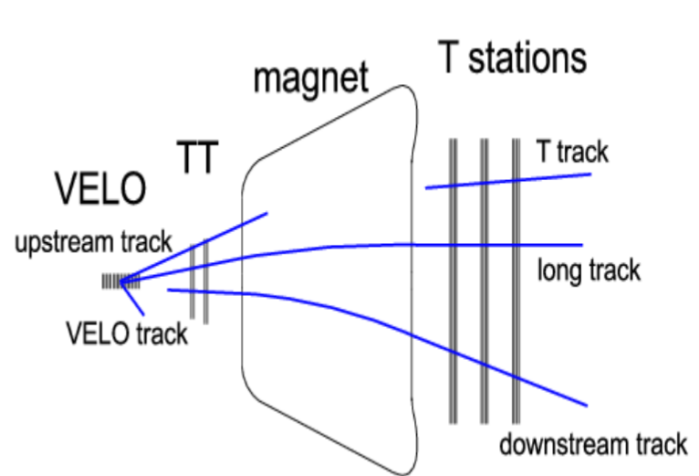 T stations
magnet
TT
T track
VELO
upstream track
long track
VELO track
downstream track